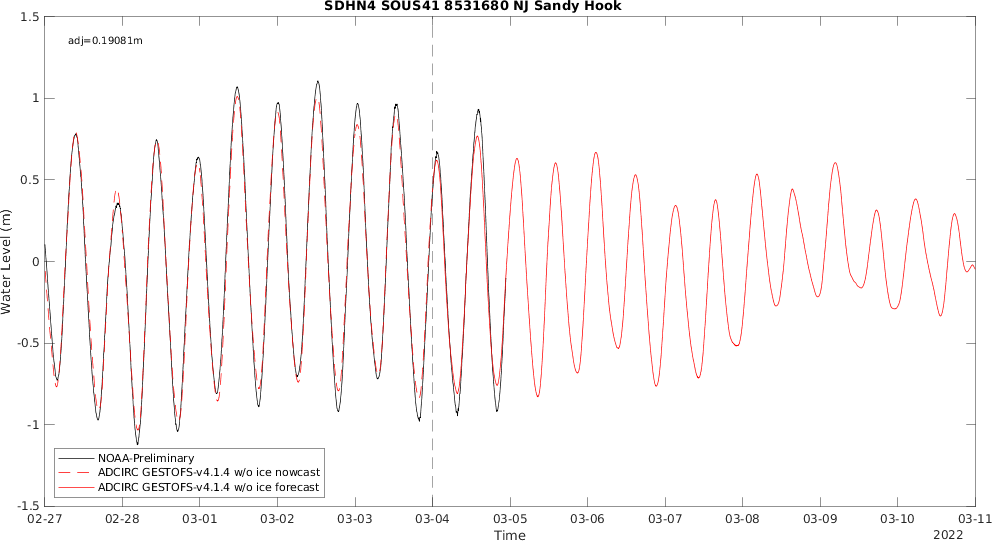 SDHN4 SOUS41 8531680 NJ Sandy Hook
adj=0.19081m
Water Level (m)
1.5
1
0.5
0
-0.5
-1
-1.5
NOAA-Preliminary
ADCIRC GESTOFS-v4.1.4 w/o ice nowcast
ADCIRC GESTOFS-v4.1.4 w/o ice forecast
02-27 02-28 03-01 03-02 03-03 03-04 03-05 03-06 03-07 03-08 03-09 03-10 03-11
Time
2022